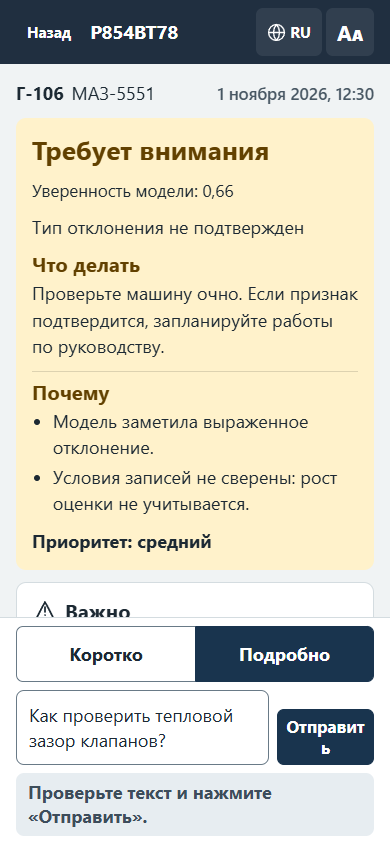 Назад Р854ВТ78 RU Aᴀ
Г-106 МАЗ-5551 1 ноября 2026, 12:30
Требует внимания
Уверенность модели: 0,66
Тип отклонения не подтвержден
Что делать
Проверьте машину очно. Если признак
подтвердится, запланируйте работы
по руководству.
Почему
• Модель заметила выраженное
отклонение.
• Условия записей не сверены: рост
оценки не учитывается.
Приоритет: средний
Важно
Коротко Подробно
Как проверить тепловой
зазор клапанов?
Отправит
ь
Проверьте текст и нажмите
«Отправить».